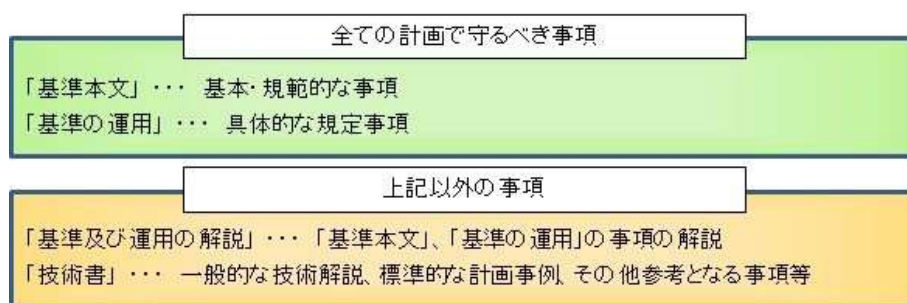 全ての計画で守るべき事項
「基準本文」・・・ 基本・規範的な事項
「基準の運用」・・・ 具体的な規定事項
上記以外の事項
「基準及び運用の解説」・・・ 「基準本文」、「基準の運用」の事項の解説
「技術書」・・・ 一般的な技術解説、標準的な計画事例、その他参考となる事項等